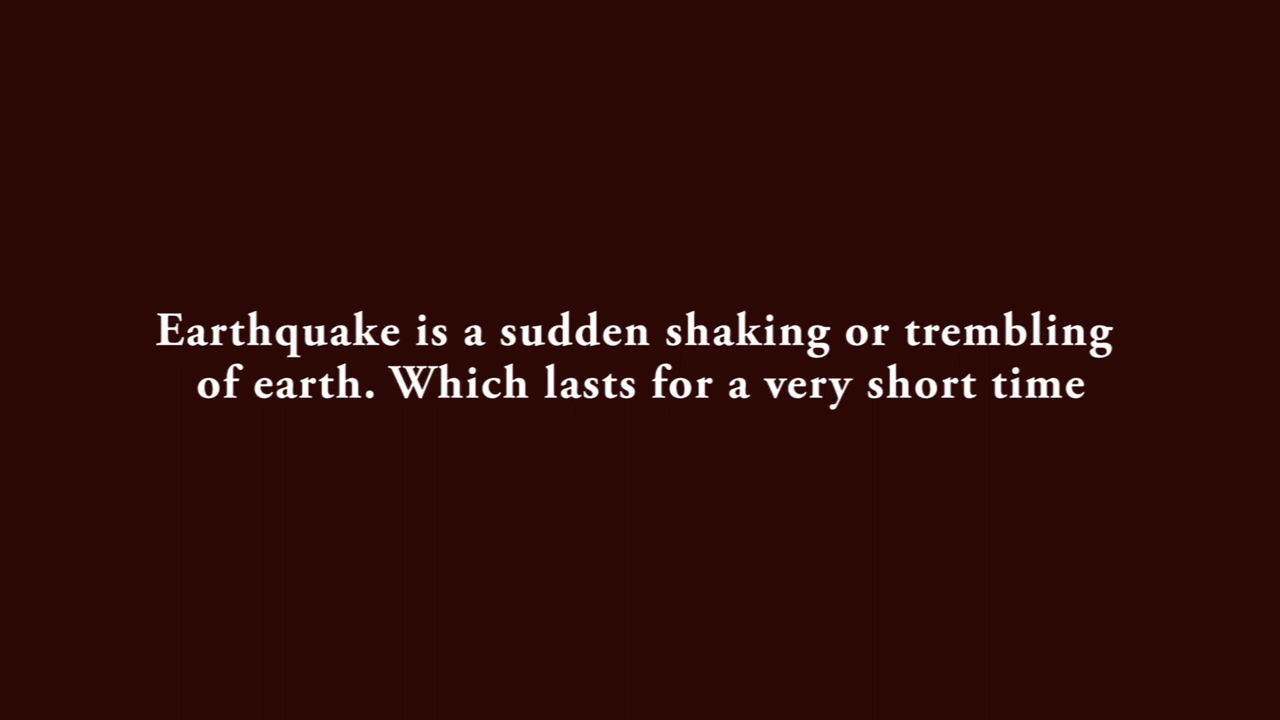 Earthquake is a sudden shaking or trembling
of earth. Which lasts for a very short time